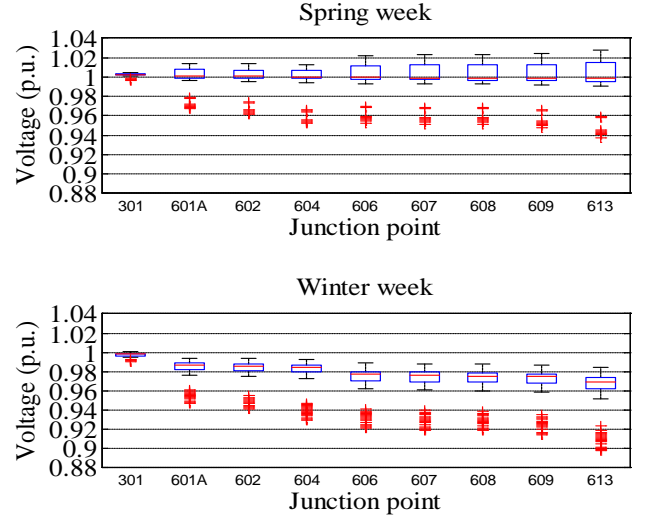 Spring week
Voltage (p.u.)
1.04
1.02
1
0.98
0.96
0.94
0.92
0.9
0.88
301 601A 602 604 606 607 608 609 613
Junction point
Winter week
Voltage (p.u.)
1.04
1.02
1
0.98
0.96
0.94
0.92
0.9
0.88
301 601A 602 604 606 607 608 609 613
Junction point